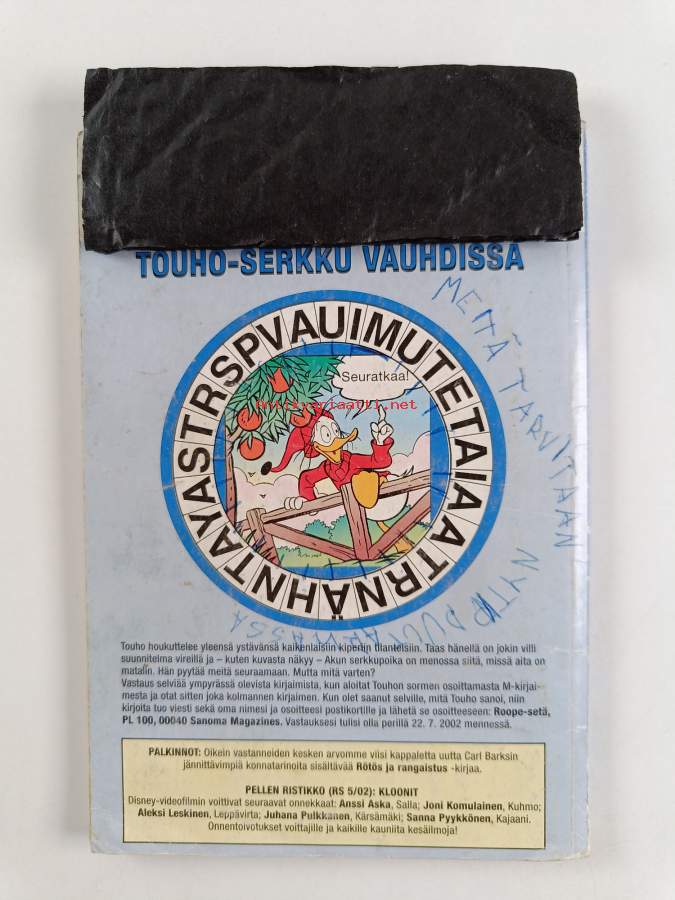 TOUHO-SERKKU VAUHDISSA
MUTETAIAATRNÄHNTAYASTRSPVAUI
Seuratkaa!
Antikvariaatti.net
MEITÄ TARVITAAN
NYT PUUTARHASSA
Touho houkuttelee yleensä ystävänsä kaikenlaisiin kiperiin tilanteisiin. Taas hänellä on jokin villi
suunnitelma vireillä ja – kuten kuvasta näkyy – Akun serkkupoika on menossa siitä, missä aita on
matalin. Hän pyytää meitä seuraamaan. Mutta mitä varten?
Vastaus selviää ympyrässä olevista kirjaimista, kun aloitat Touhon sormen osoittamasta M-kirjai-
mesta ja otat sitten joka kolmannen kirjaimen. Kun olet saanut selville, mitä Touho sanoi, niin
kirjoita tuo viesti sekä oma nimesi ja osoitteesi postikortille ja lähetä se osoitteeseen: Roope-setä,
PL 100, 00040 Sanoma Magazines. Vastauksesi tulisi olla perillä 22. 7. 2002 mennessä.
PALKINNOT: Oikein vastanneiden kesken arvomme viisi kappaletta uutta Carl Barksin
jännittävimpiä konnatarinoita sisältävää Rötös ja rangaistus -kirjaa.
PELLEN RISTIKKO (RS 5/02): KLOONIT
Disney-videofilmin voittivat seuraavat onnekkaat: Anssi Aska, Salla; Joni Komulainen, Kuhmo;
Aleksi Leskinen, Leppävirta; Juhana Pulkkanen, Kärsämäki; Sanna Pyykkönen, Kajaani.
Onnentoivotukset voittajille ja kaikille kauniita kesäilmoja!